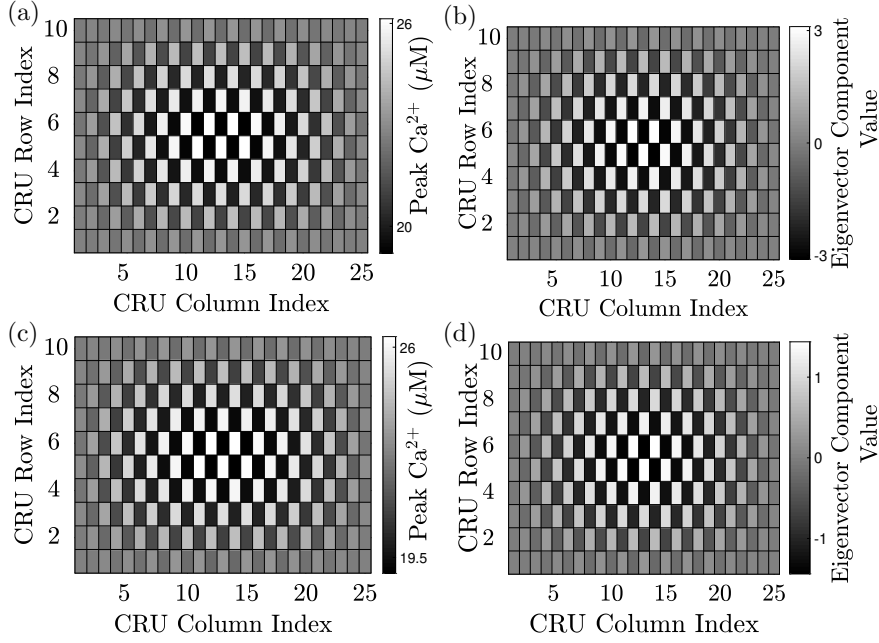 (a)
10
8
6
4
2
CRU Row Index
5 10 15 20 25
CRU Column Index
26
20
Peak Ca²⁺ (μM)
(b)
10
8
6
4
2
CRU Row Index
5 10 15 20 25
CRU Column Index
3
0
-3
Eigenvector Component
Value
(c)
10
8
6
4
2
CRU Row Index
5 10 15 20 25
CRU Column Index
26
19.5
Peak Ca²⁺ (μM)
(d)
10
8
6
4
2
CRU Row Index
5 10 15 20 25
CRU Column Index
1
0
-1
Eigenvector Component
Value